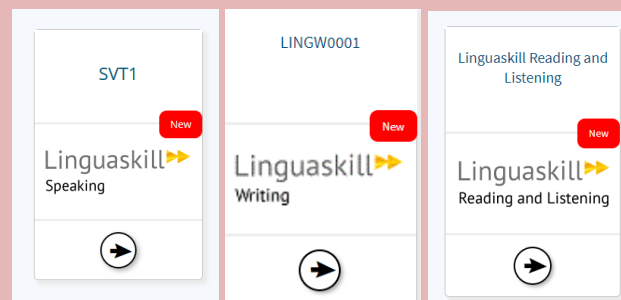 SVT1
New
Linguaskill
Speaking
LINGW0001
New
Linguaskill
Writing
Linguaskill Reading and
Listening
New
Linguaskill
Reading and Listening